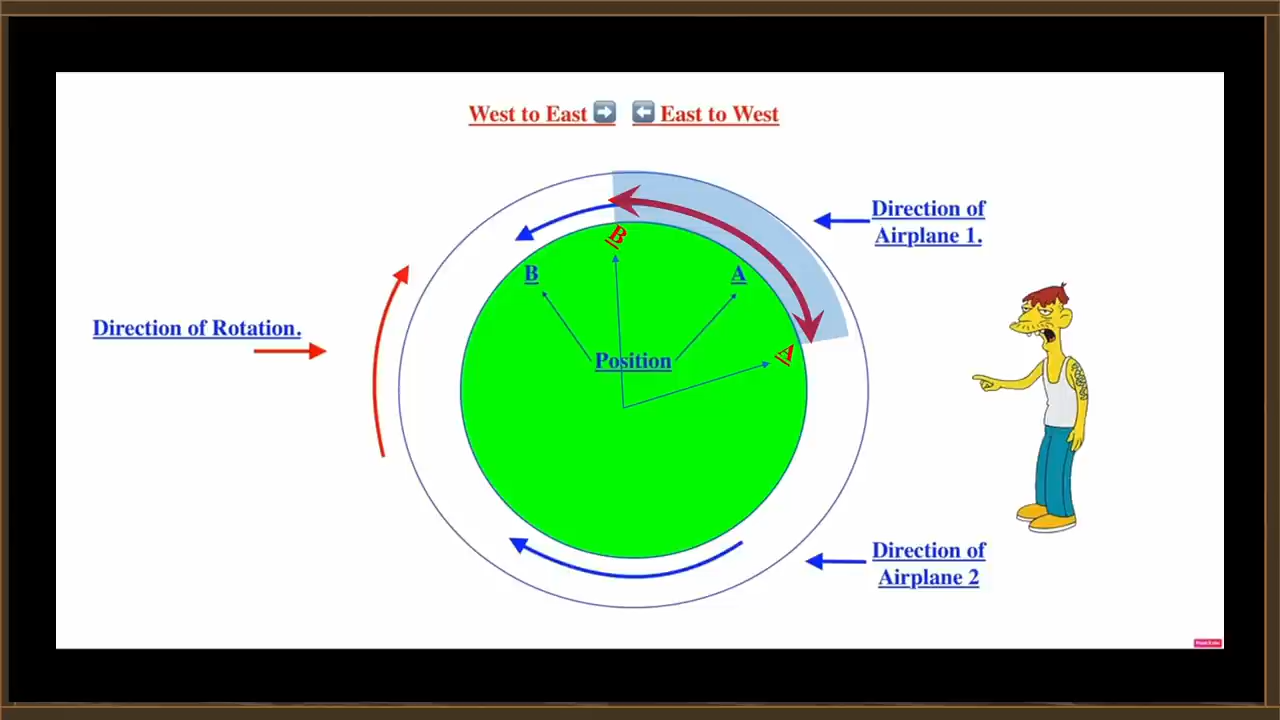 West to East ➡ ⬅ East to West
Direction of
Airplane 1.
B
B
A
Direction of Rotation.
Position
A
Direction of
Airplane 2